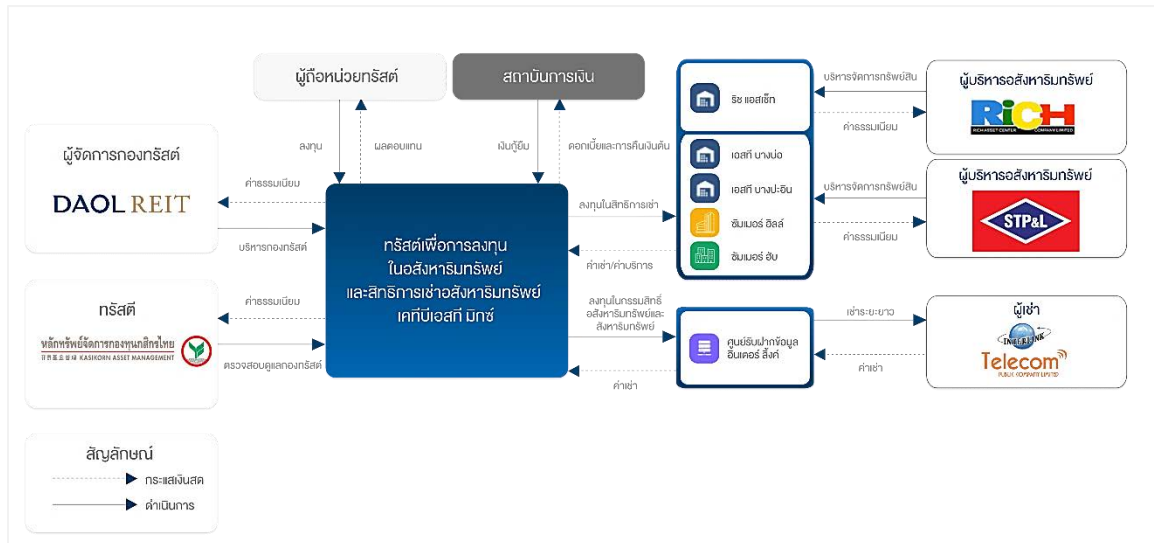 ผู้ถือหน่วยทรัสต์
สถาบันการเงิน
ลงทุน
ผลตอบแทน
เงินกู้ยืม
ดอกเบี้ยและการคืนเงินต้น
ผู้จัดการกองทรัสต์
DAOL REIT
ค่าธรรมเนียม
บริหารกองทรัสต์
ทรัสตี
หลักทรัพย์จัดการกองทุนกสิกรไทย
KASIKORN ASSET MANAGEMENT
ค่าธรรมเนียม
ตรวจสอบดูแลกองทรัสต์
ทรัสต์เพื่อการลงทุน
ในอสังหาริมทรัพย์
และสิทธิการเช่าอสังหาริมทรัพย์
เคทีบีเอสที มิกซ์
ลงทุนในสิทธิการเช่า
ค่าเช่า/ค่าบริการ
ลงทุนในกรรมสิทธิ์
อสังหาริมทรัพย์และ
สังหาริมทรัพย์
ค่าเช่า
ริช แอสเซ็ท
เอสที บางบ่อ
เอสที บางปะอิน
ซัมเมอร์ ฮิลล์
ซัมเมอร์ ฮับ
ศูนย์รับฝากข้อมูล
อินเตอร์ ลิ้งค์
บริหารจัดการทรัพย์สิน
ค่าธรรมเนียม
ผู้บริหารอสังหาริมทรัพย์
RiCH
RICH ASSET CENTER COMPANY LIMITED
บริหารจัดการทรัพย์สิน
ค่าธรรมเนียม
ผู้บริหารอสังหาริมทรัพย์
STP&L
เช่าระยะยาว
ค่าเช่า
ผู้เช่า
INTERLINK
Telecom
PUBLIC COMPANY LIMITED
สัญลักษณ์
กระแสเงินสด
ดำเนินการ